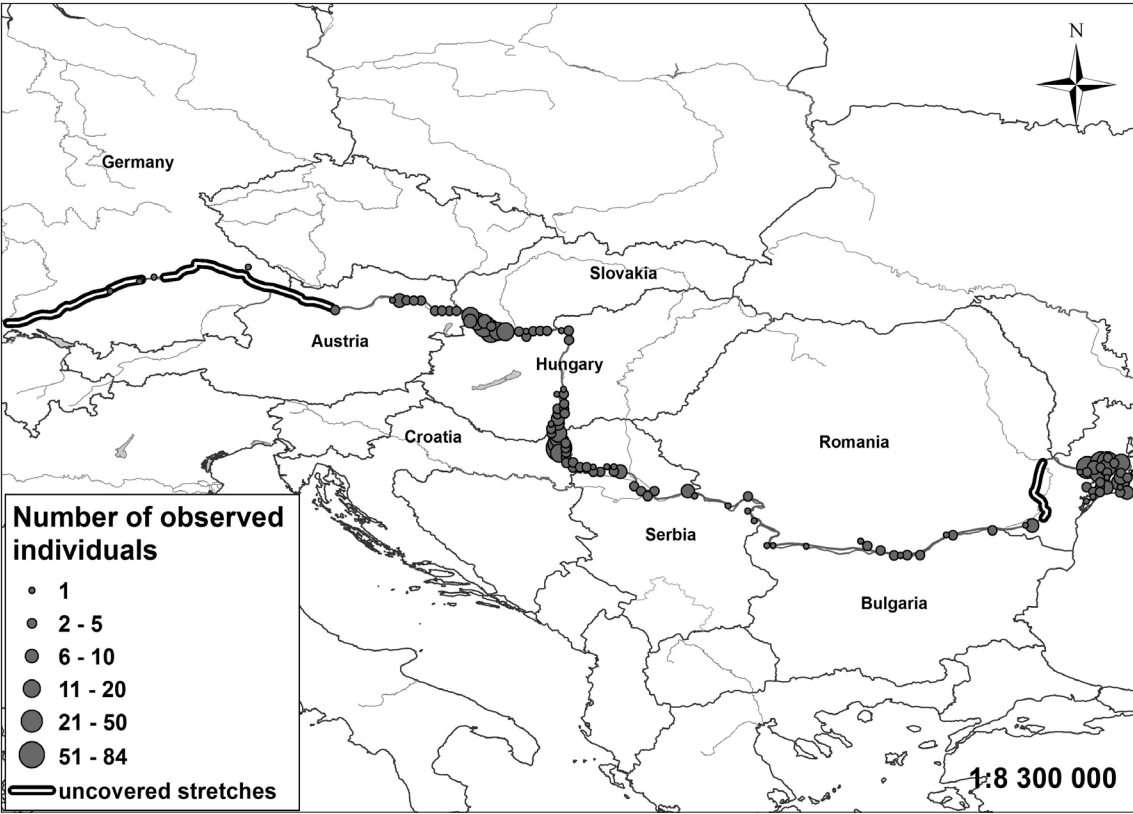 N
Germany
Slovakia
Austria
Hungary
Croatia
Romania
Serbia
Bulgaria
Number of observed
individuals
1
2 - 5
6 - 10
11 - 20
21 - 50
51 - 84
uncovered stretches
1:8 300 000